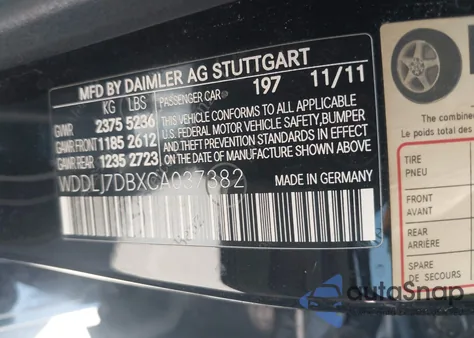 MFD BY DAIMLER AG STUTTGART
KG LBS PASSENGER CAR 197 11/11
GVWR 2375 5236
GAWR FRONT 1185 2612
GAWR REAR 1235 2723
THIS VEHICLE CONFORMS TO ALL APPLICABLE
U.S. FEDERAL MOTOR VEHICLE SAFETY, BUMPER
AND THEFT PREVENTION STANDARDS IN EFFECT
ON THE DATE OF MANUFACTURE SHOWN ABOVE.
WDDLJ7DBXCA037382 MADE IN GERMANY
The combined
Le poids total des
TIRE
PNEU
FRONT
AVANT
REAR
ARRIÈRE
SPARE
DE SECOURS
autoSnap